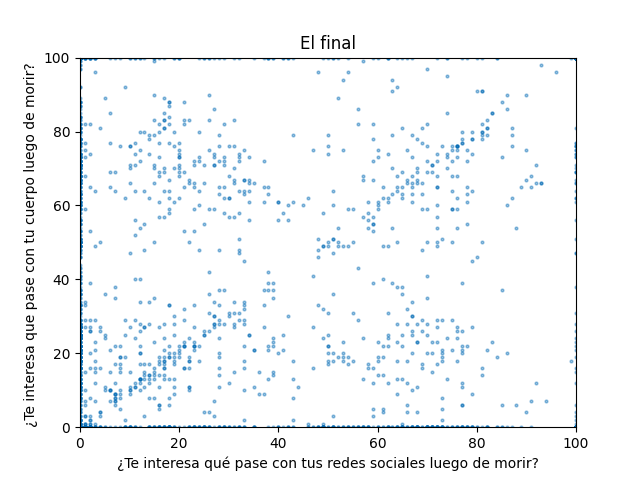 El final
¿Te interesa que pase con tu cuerpo luego de morir?
100
80
60
40
20
0
0 20 40 60 80 100
¿Te interesa qué pase con tus redes sociales luego de morir?